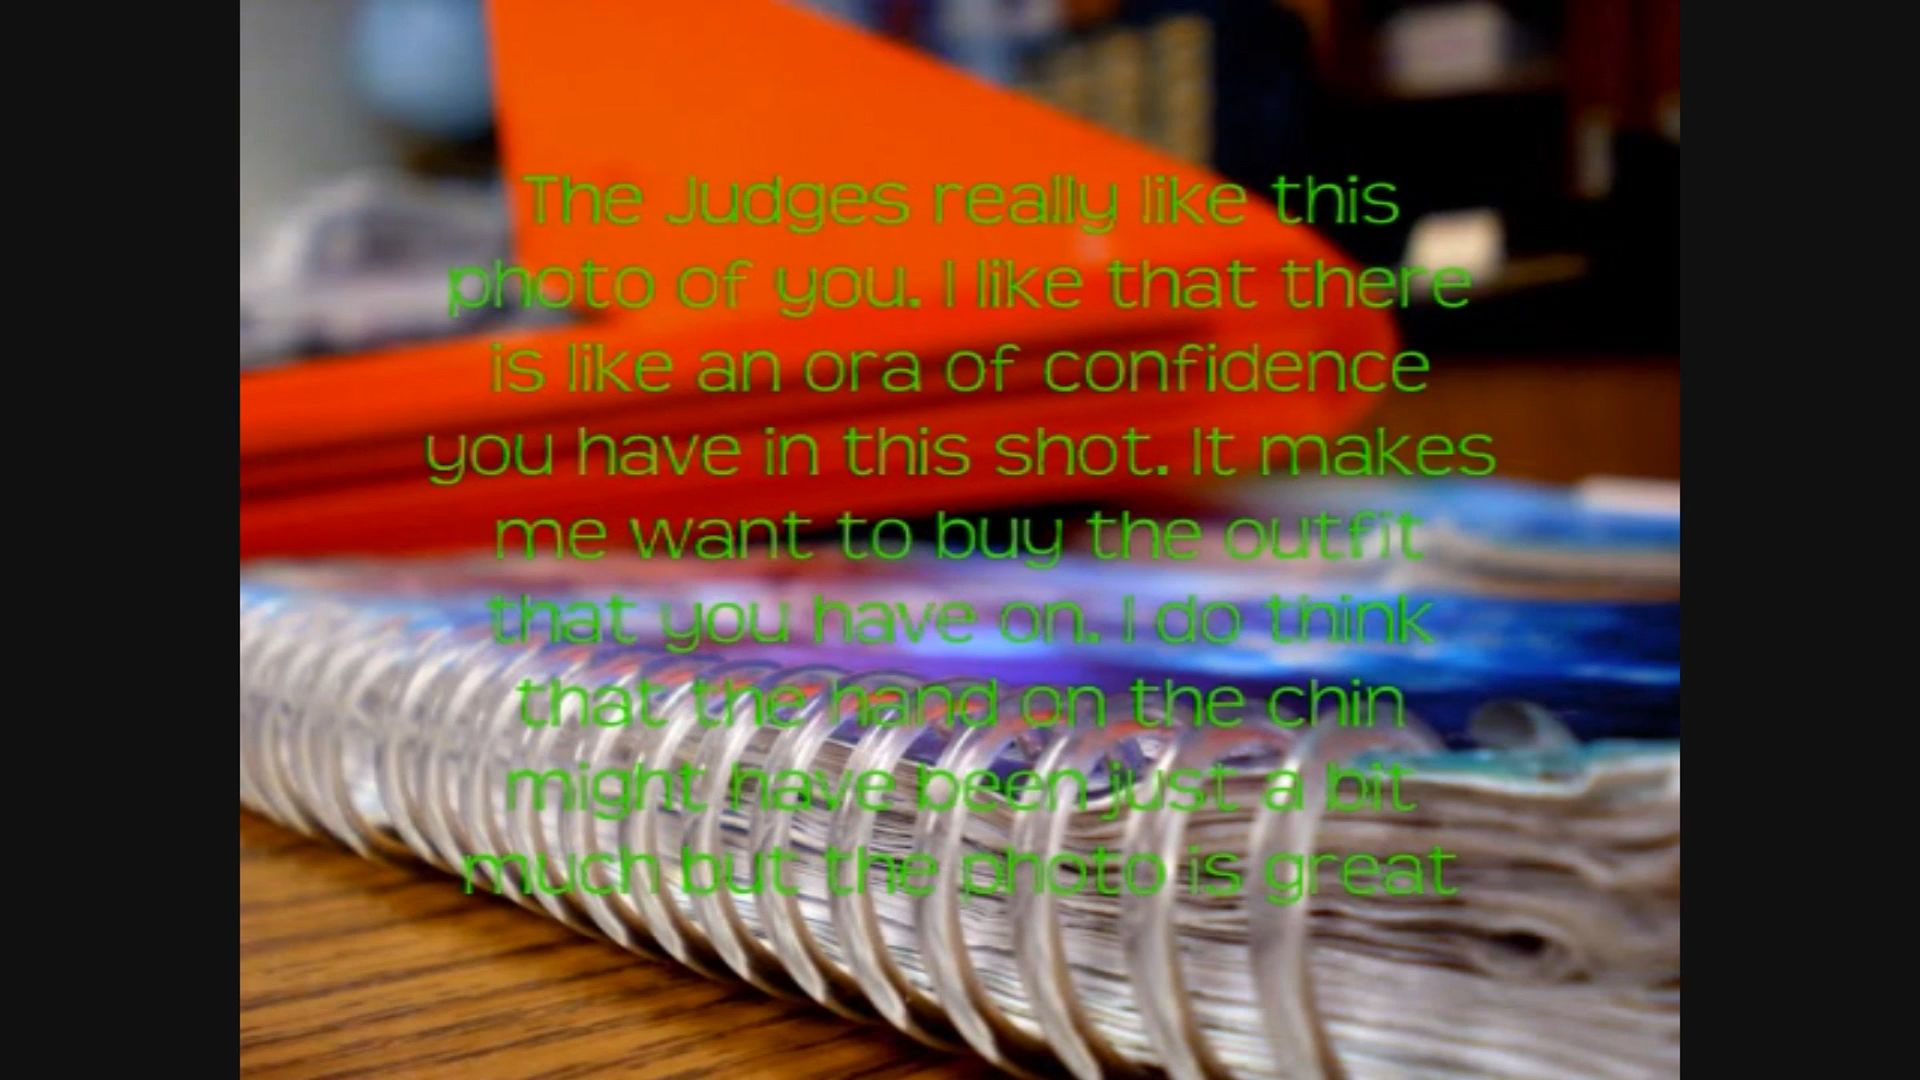 The Judges really like this
photo of you. I like that there
is like an ora of confidence
you have in this shot. It makes
me want to buy the outfit
that you have on. I do think
that the hand on the chin
might have been just a bit
much but the photo is great